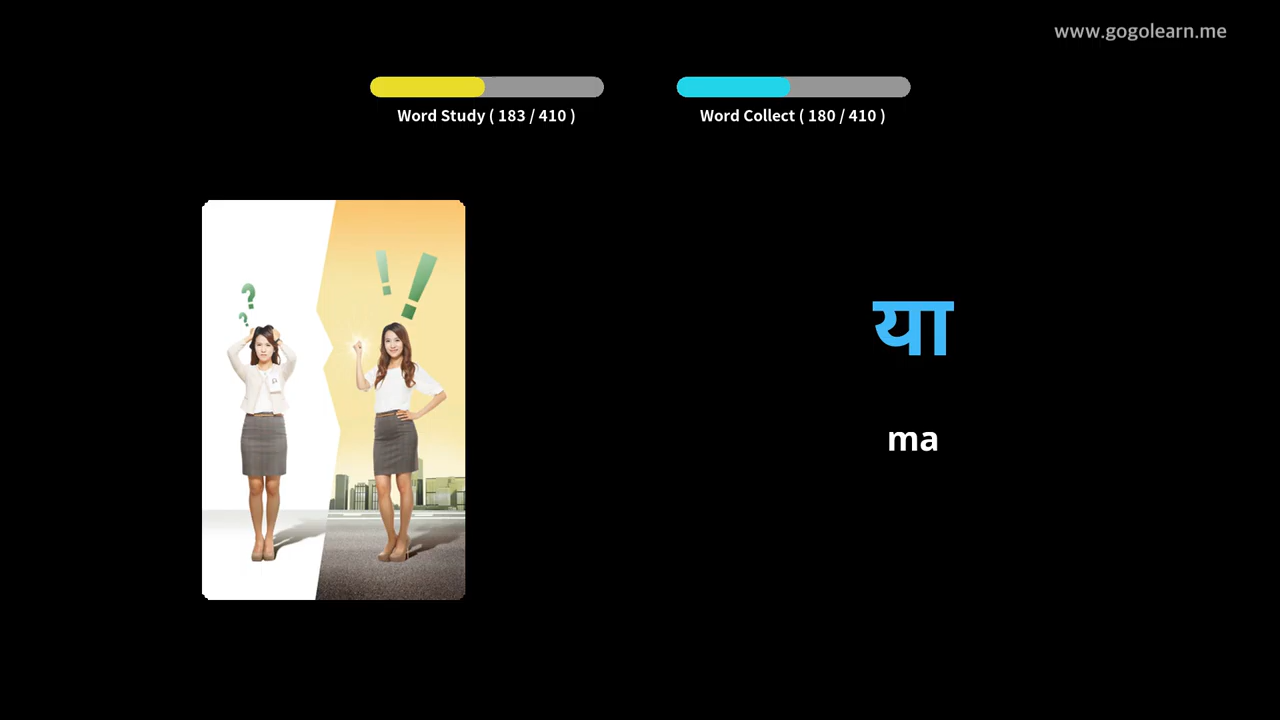 www.gogolearn.me
Word Study ( 183 / 410 )
Word Collect ( 180 / 410 )
? ?
! !
या
ma